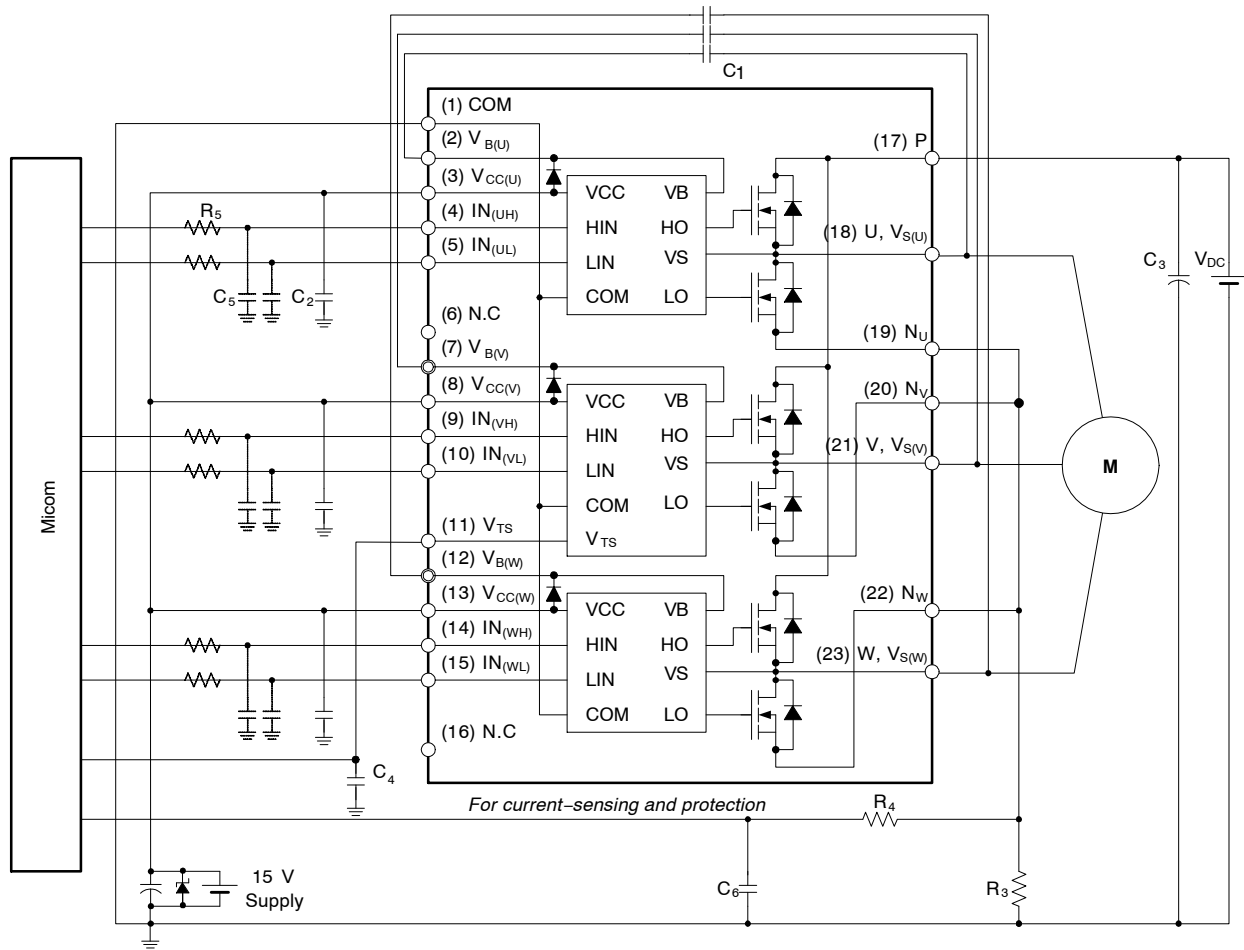 C1
(1) COM
(2) VB(U)
(3) VCC(U)
(4) IN(UH)
(5) IN(UL)
(6) N.C
(7) VB(V)
(8) VCC(V)
(9) IN(VH)
(10) IN(VL)
(11) VTS
(12) VB(W)
(13) VCC(W)
(14) IN(WH)
(15) IN(WL)
(16) N.C
VCC VB
HIN HO
LIN VS
COM LO
VCC VB
HIN HO
LIN VS
COM LO
VTS
VCC VB
HIN HO
LIN VS
COM LO
(17) P
(18) U, VS(U)
(19) NU
(20) NV
(21) V, VS(V)
(22) NW
(23) W, VS(W)
Micom
R5
C5
C2
C4
C3
VDC
M
For current−sensing and protection
R4
C6
R3
15 V
Supply